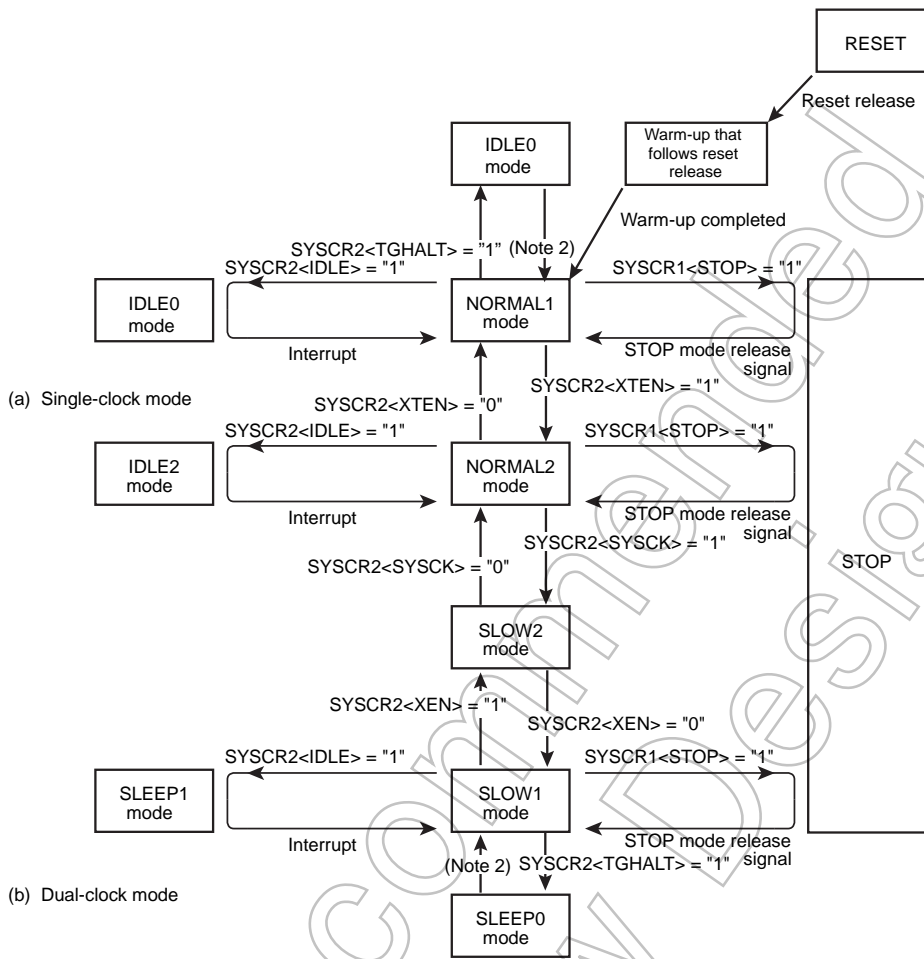 RESET
Reset release
IDLE0
mode
Warm-up that
follows reset
release
Warm-up completed
SYSCR2<TGHALT> = "1"
(Note 2)
SYSCR2<IDLE> = "1"
SYSCR1<STOP> = "1"
IDLE0
mode
NORMAL1
mode
Interrupt
STOP mode release
signal
SYSCR2<XTEN> = "1"
(a) Single-clock mode
SYSCR2<XTEN> = "0"
SYSCR2<IDLE> = "1"
SYSCR1<STOP> = "1"
IDLE2
mode
NORMAL2
mode
Interrupt
STOP mode release
signal
SYSCR2<SYSCK> = "1"
SYSCR2<SYSCK> = "0"
STOP
SLOW2
mode
SYSCR2<XEN> = "1"
SYSCR2<XEN> = "0"
SYSCR2<IDLE> = "1"
SYSCR1<STOP> = "1"
SLEEP1
mode
SLOW1
mode
Interrupt
STOP mode release
signal
(Note 2)
SYSCR2<TGHALT> = "1"
(b) Dual-clock mode
SLEEP0
mode
commended
w Desig